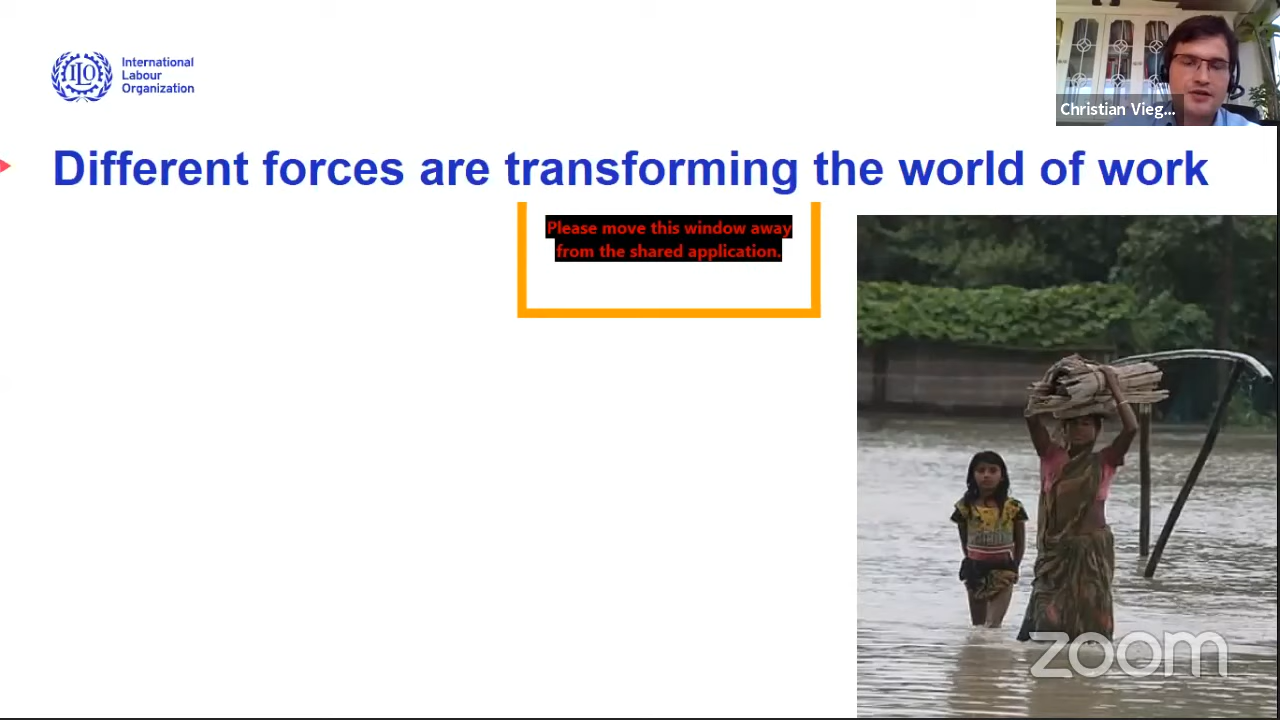 International
Labour
Organization
ILO
Christian Vieg...
Different forces are transforming the world of work
Please move this window away
from the shared application.
zoom